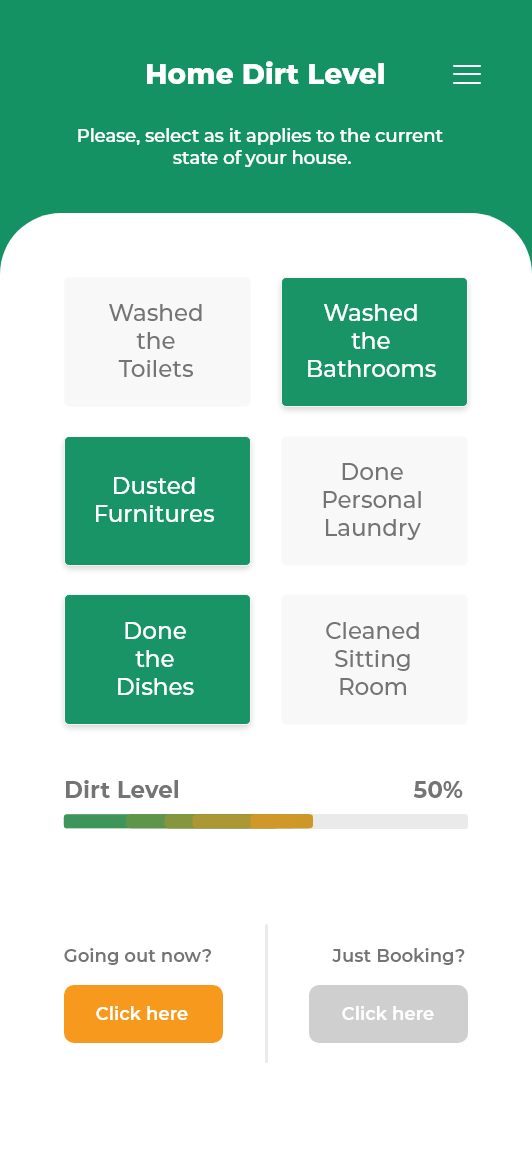 Home Dirt Level
Please, select as it applies to the current
state of your house.
Washed
the
Toilets
Washed
the
Bathrooms
Dusted
Furnitures
Done
Personal
Laundry
Done
the
Dishes
Cleaned
Sitting
Room
Dirt Level 50%
Going out now?
Click here
Just Booking?
Click here